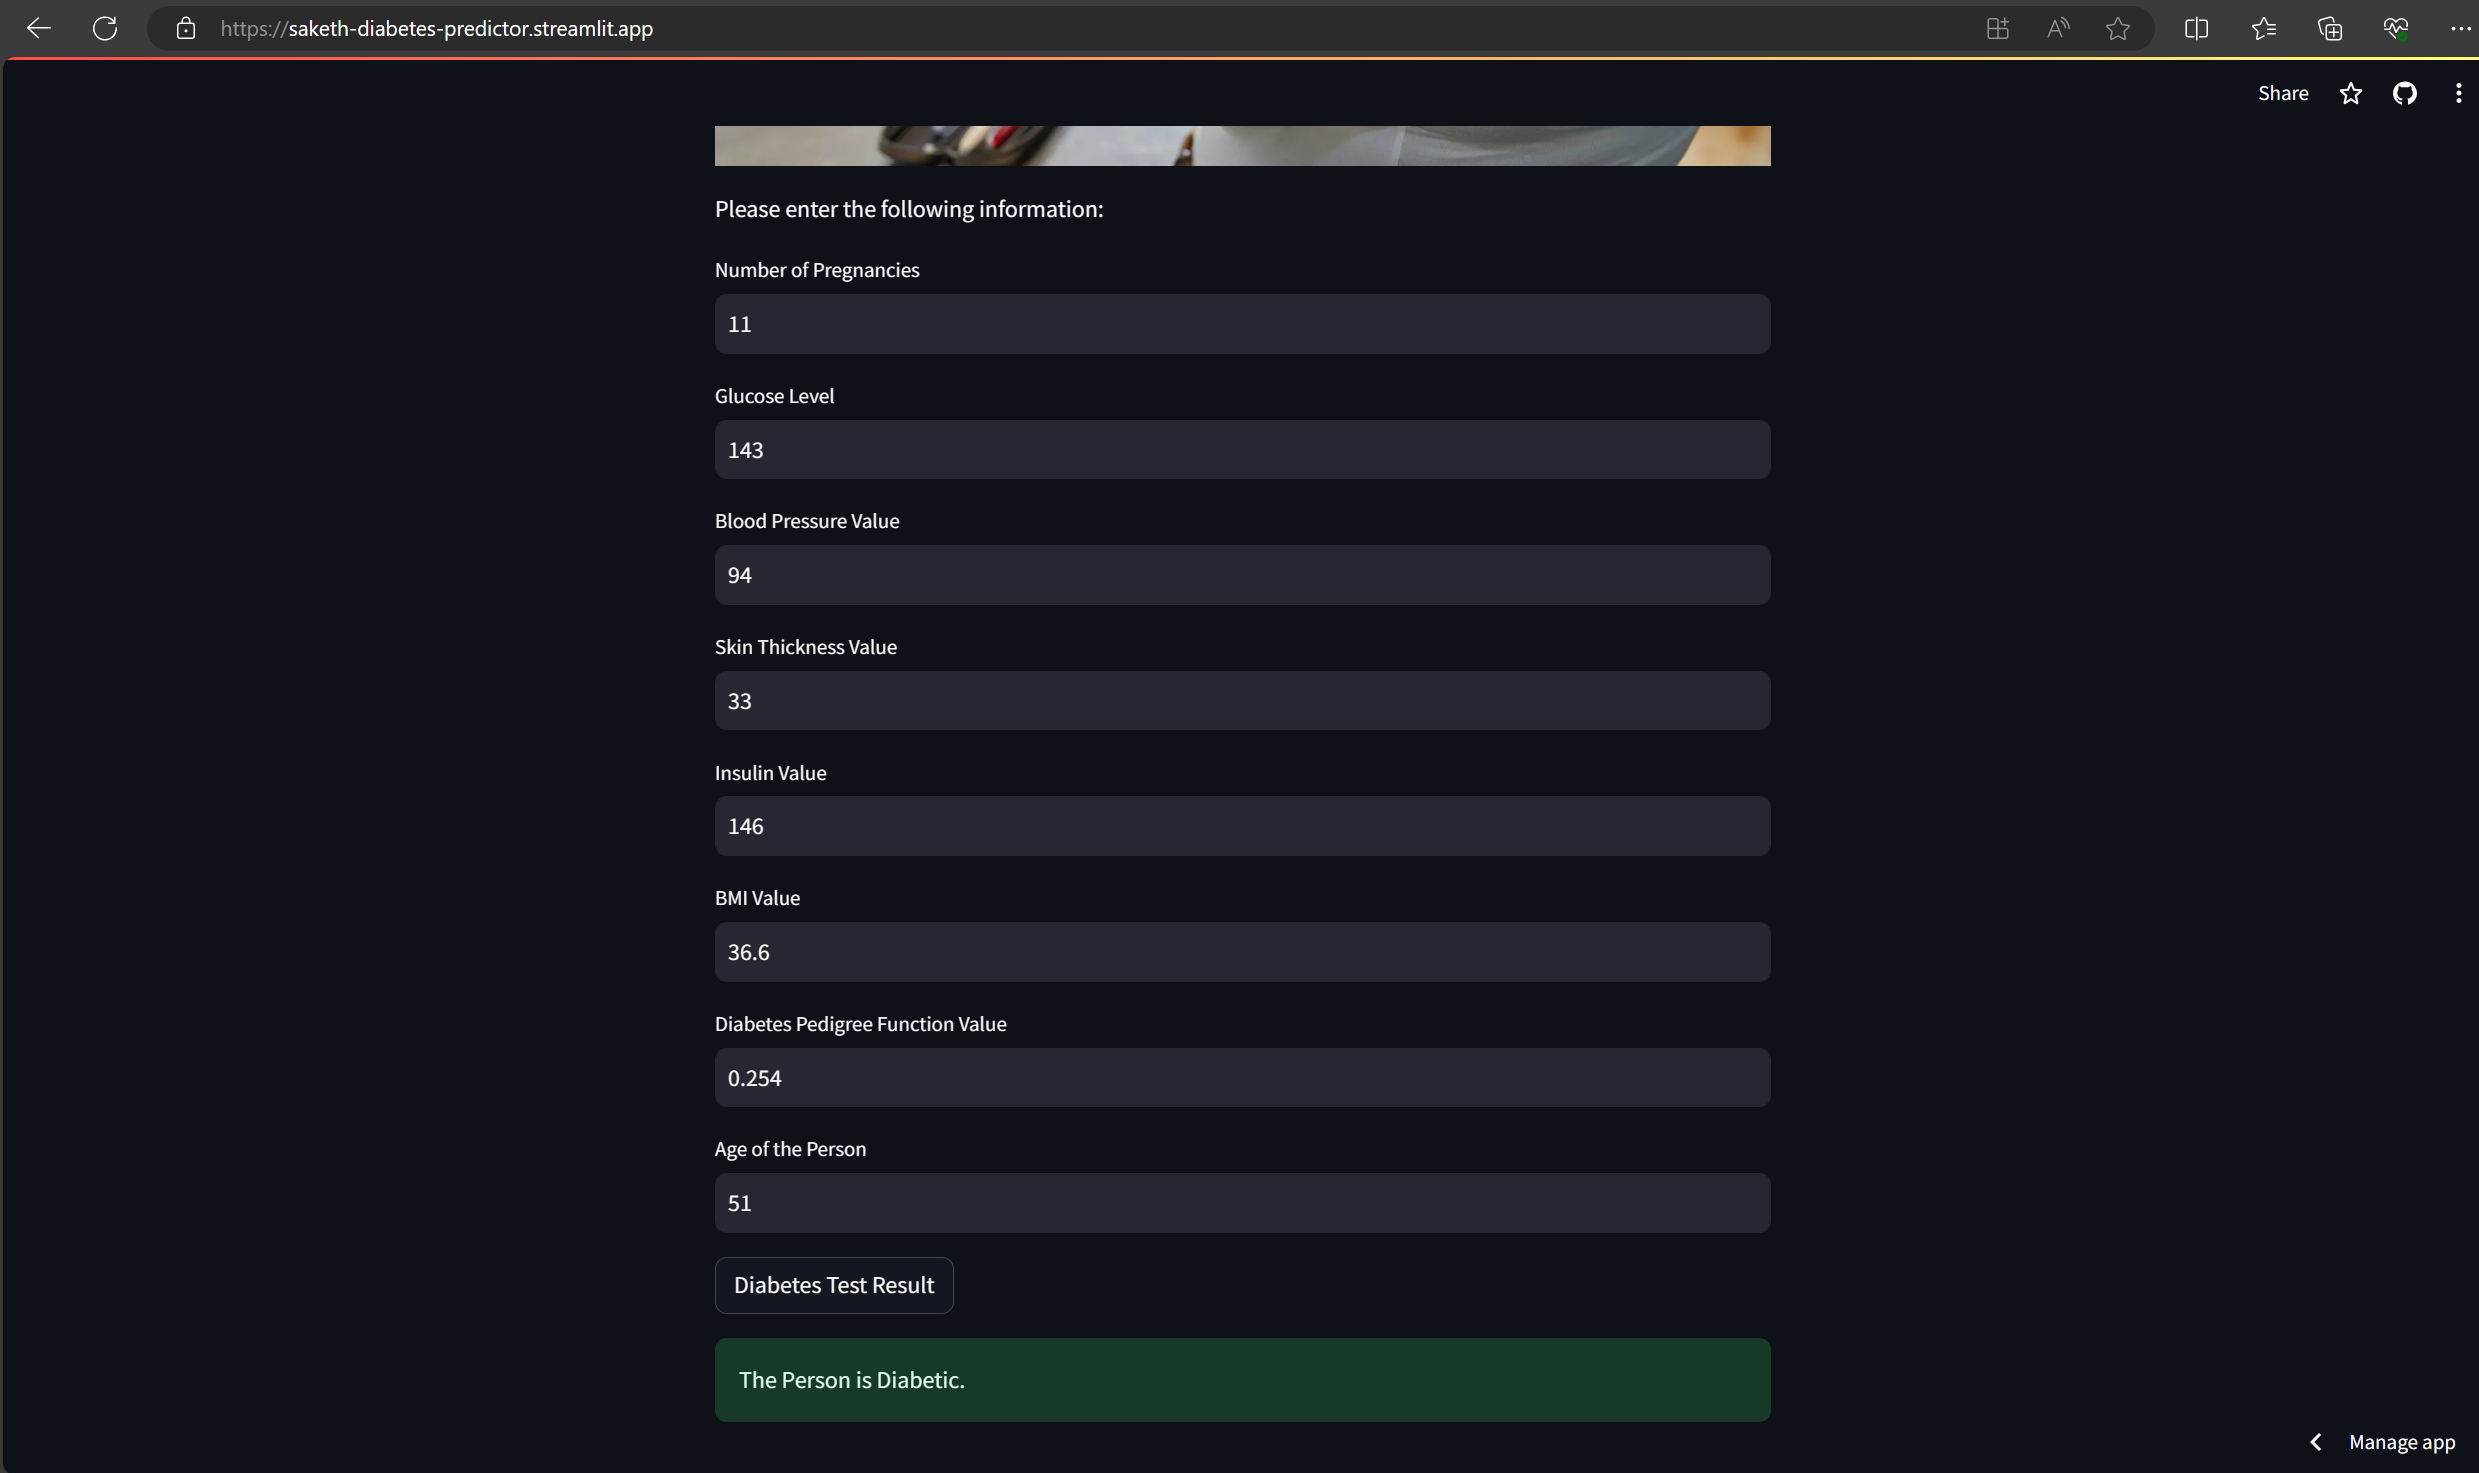 https://saketh-diabetes-predictor.streamlit.app
Share
Please enter the following information:
Number of Pregnancies
11
Glucose Level
143
Blood Pressure Value
94
Skin Thickness Value
33
Insulin Value
146
BMI Value
36.6
Diabetes Pedigree Function Value
0.254
Age of the Person
51
Diabetes Test Result
The Person is Diabetic.
Manage app